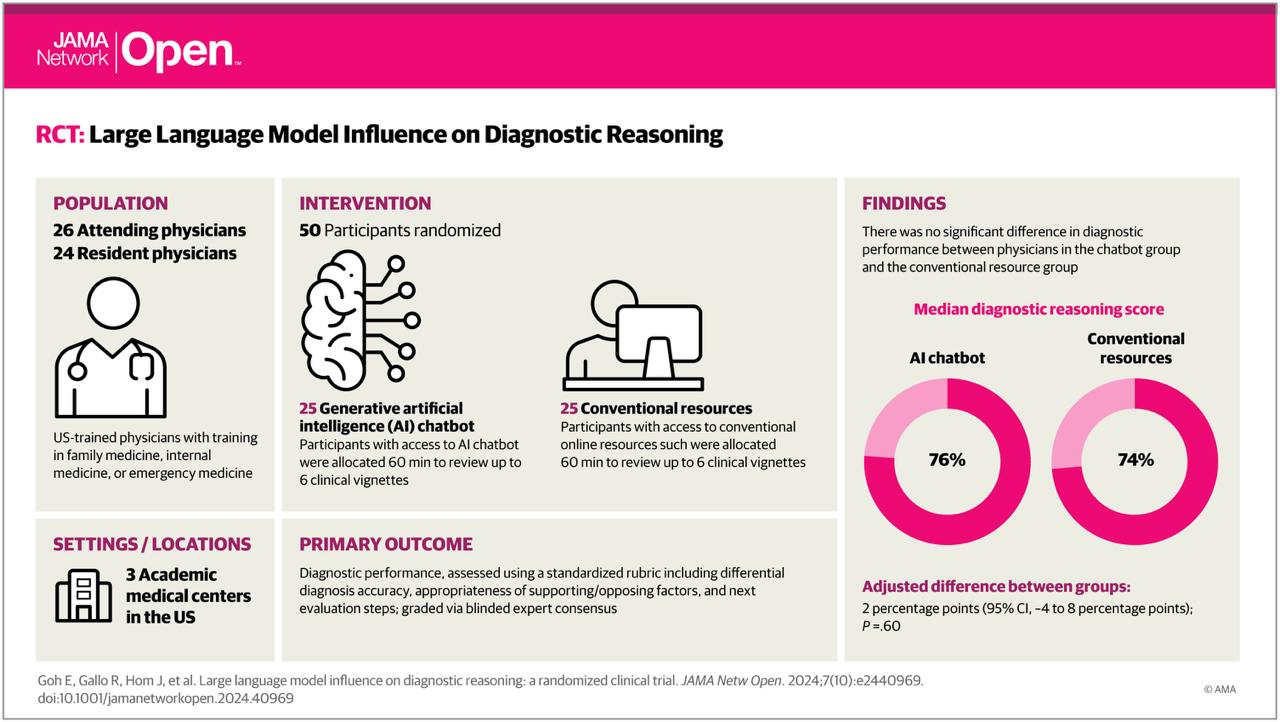 JAMA
Network
Open™
RCT: Large Language Model Influence on Diagnostic Reasoning
POPULATION
26 Attending physicians
24 Resident physicians
US-trained physicians with training
in family medicine, internal
medicine, or emergency medicine
SETTINGS / LOCATIONS
3 Academic
medical centers
in the US
INTERVENTION
50 Participants randomized
25 Generative artificial
intelligence (AI) chatbot
Participants with access to AI chatbot
were allocated 60 min to review up to
6 clinical vignettes
25 Conventional resources
Participants with access to conventional
online resources such were allocated
60 min to review up to 6 clinical vignettes
PRIMARY OUTCOME
Diagnostic performance, assessed using a standardized rubric including differential
diagnosis accuracy, appropriateness of supporting/opposing factors, and next
evaluation steps; graded via blinded expert consensus
FINDINGS
There was no significant difference in diagnostic
performance between physicians in the chatbot group
and the conventional resource group
Median diagnostic reasoning score
AI chatbot
76%
Conventional
resources
74%
Adjusted difference between groups:
2 percentage points (95% CI, –4 to 8 percentage points);
P =.60
Goh E, Gallo R, Hom J, et al. Large language model influence on diagnostic reasoning: a randomized clinical trial. JAMA Netw Open. 2024;7(10):e2440969.
doi:10.1001/jamanetworkopen.2024.40969
© AMA